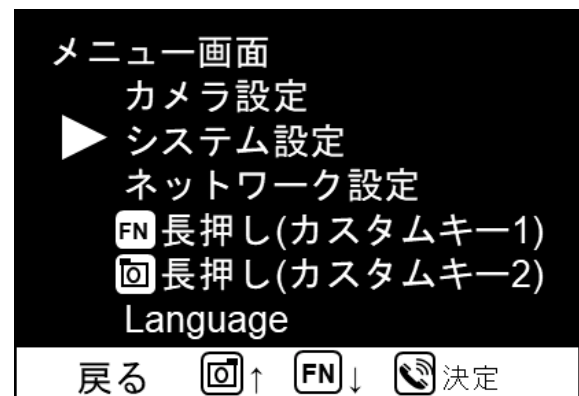 メニュー画面
カメラ設定
システム設定
ネットワーク設定
FN長押し(カスタムキー1)
長押し(カスタムキー2)
Language
戻る ↑ FN↓ 決定